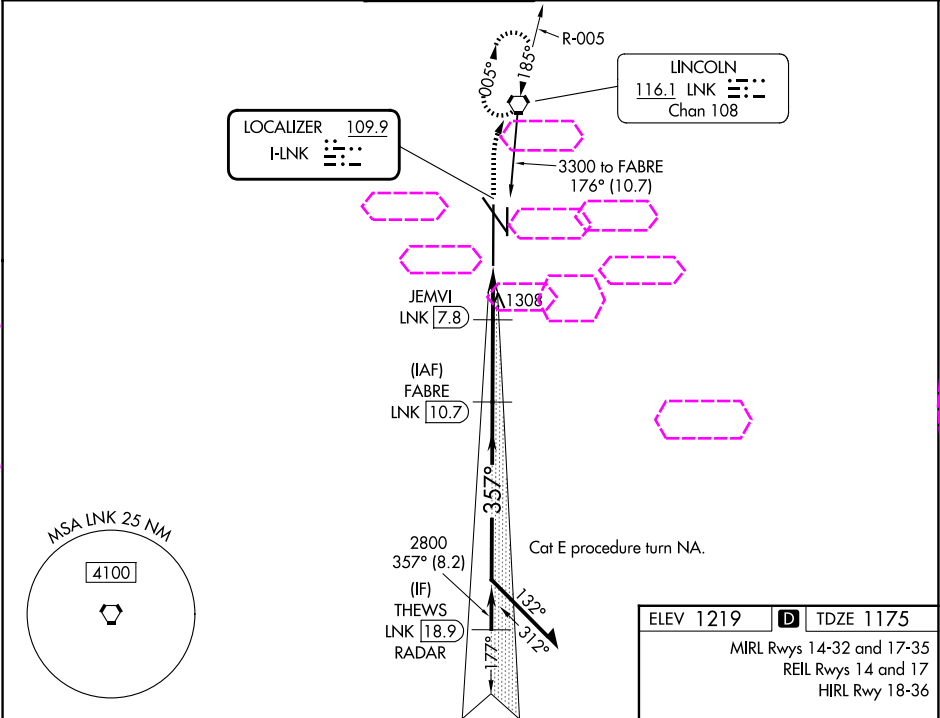 R-005
005°
185°
LINCOLN
116.1 LNK
Chan 108
LOCALIZER 109.9
I-LNK
3300 to FABRE
176° (10.7)
JEMVI
LNK 7.8
1308
(IAF)
FABRE
LNK 10.7
357°
MSA LNK 25 NM
4100
2800
357° (8.2)
Cat E procedure turn NA.
(IF)
THEWS
LNK 18.9
RADAR
132°
312°
177°
ELEV 1219 D TDZE 1175
MIRL Rwys 14-32 and 17-35
REIL Rwys 14 and 17
HIRL Rwy 18-36